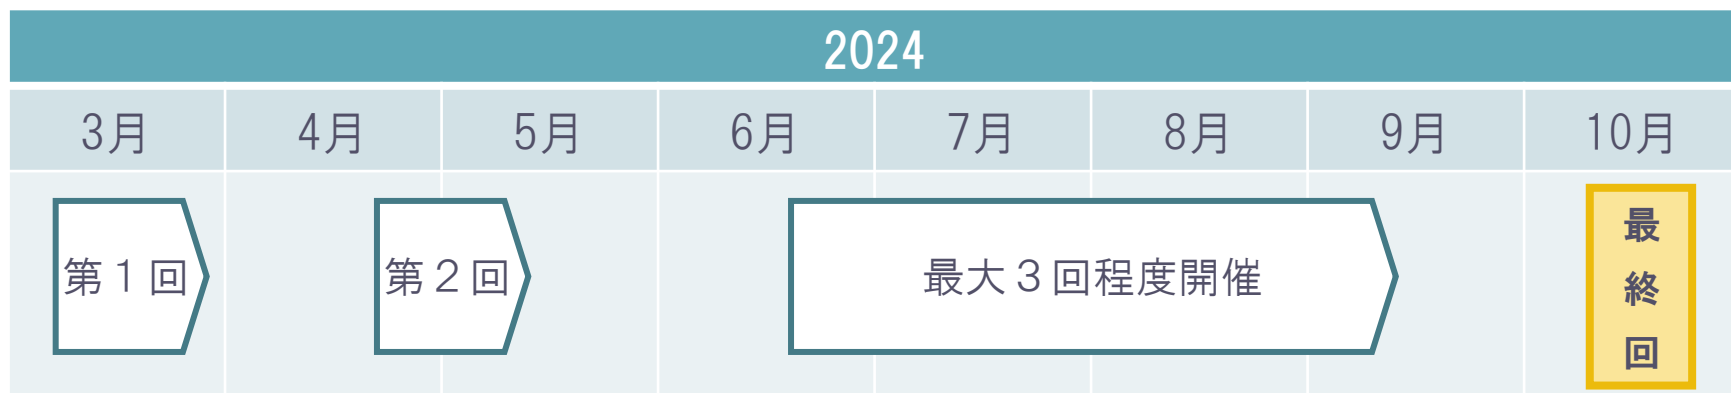 2024
3月 4月 5月 6月 7月 8月 9月 10月
第１回 第２回 最大３回程度開催
最
終
回